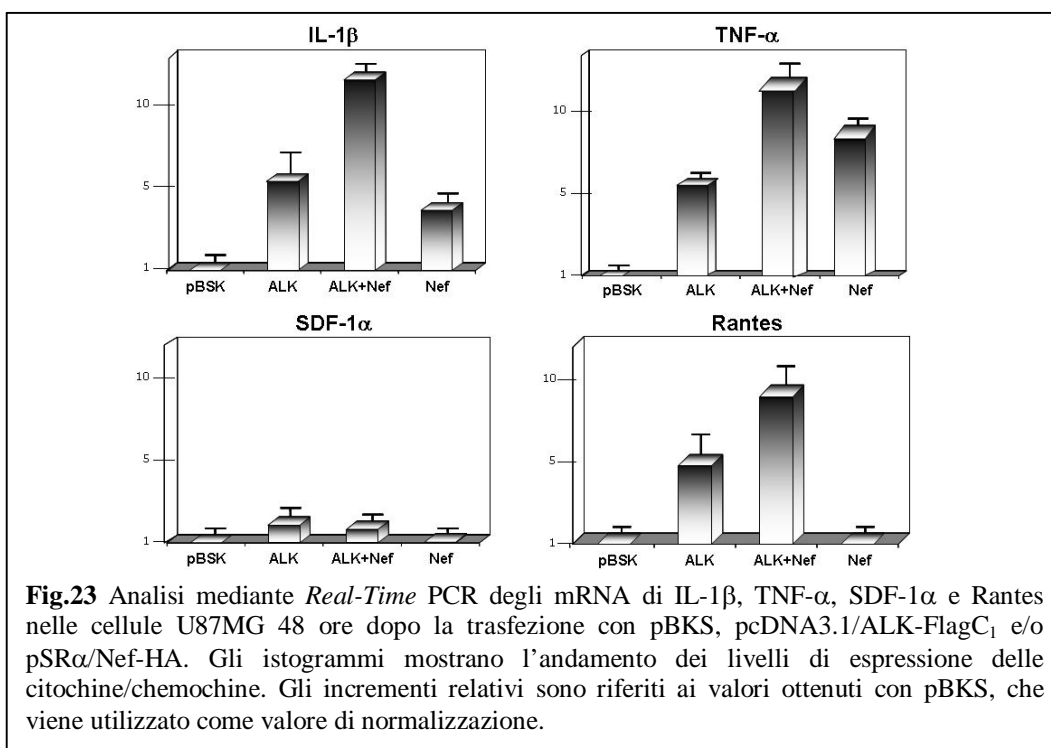 IL-1β
10
5
1
pBSK ALK ALK+Nef Nef
TNF-α
10
5
1
pBSK ALK ALK+Nef Nef
SDF-1α
10
5
1
pBSK ALK ALK+Nef Nef
Rantes
10
5
1
pBSK ALK ALK+Nef Nef
Fig.23 Analisi mediante Real-Time PCR degli mRNA di IL-1β, TNF-α, SDF-1α e Rantes
nelle cellule U87MG 48 ore dopo la trasfezione con pBKS, pcDNA3.1/ALK-FlagC₁ e/o
pSRα/Nef-HA. Gli istogrammi mostrano l’andamento dei livelli di espressione delle
citochine/chemochine. Gli incrementi relativi sono riferiti ai valori ottenuti con pBKS, che
viene utilizzato come valore di normalizzazione.